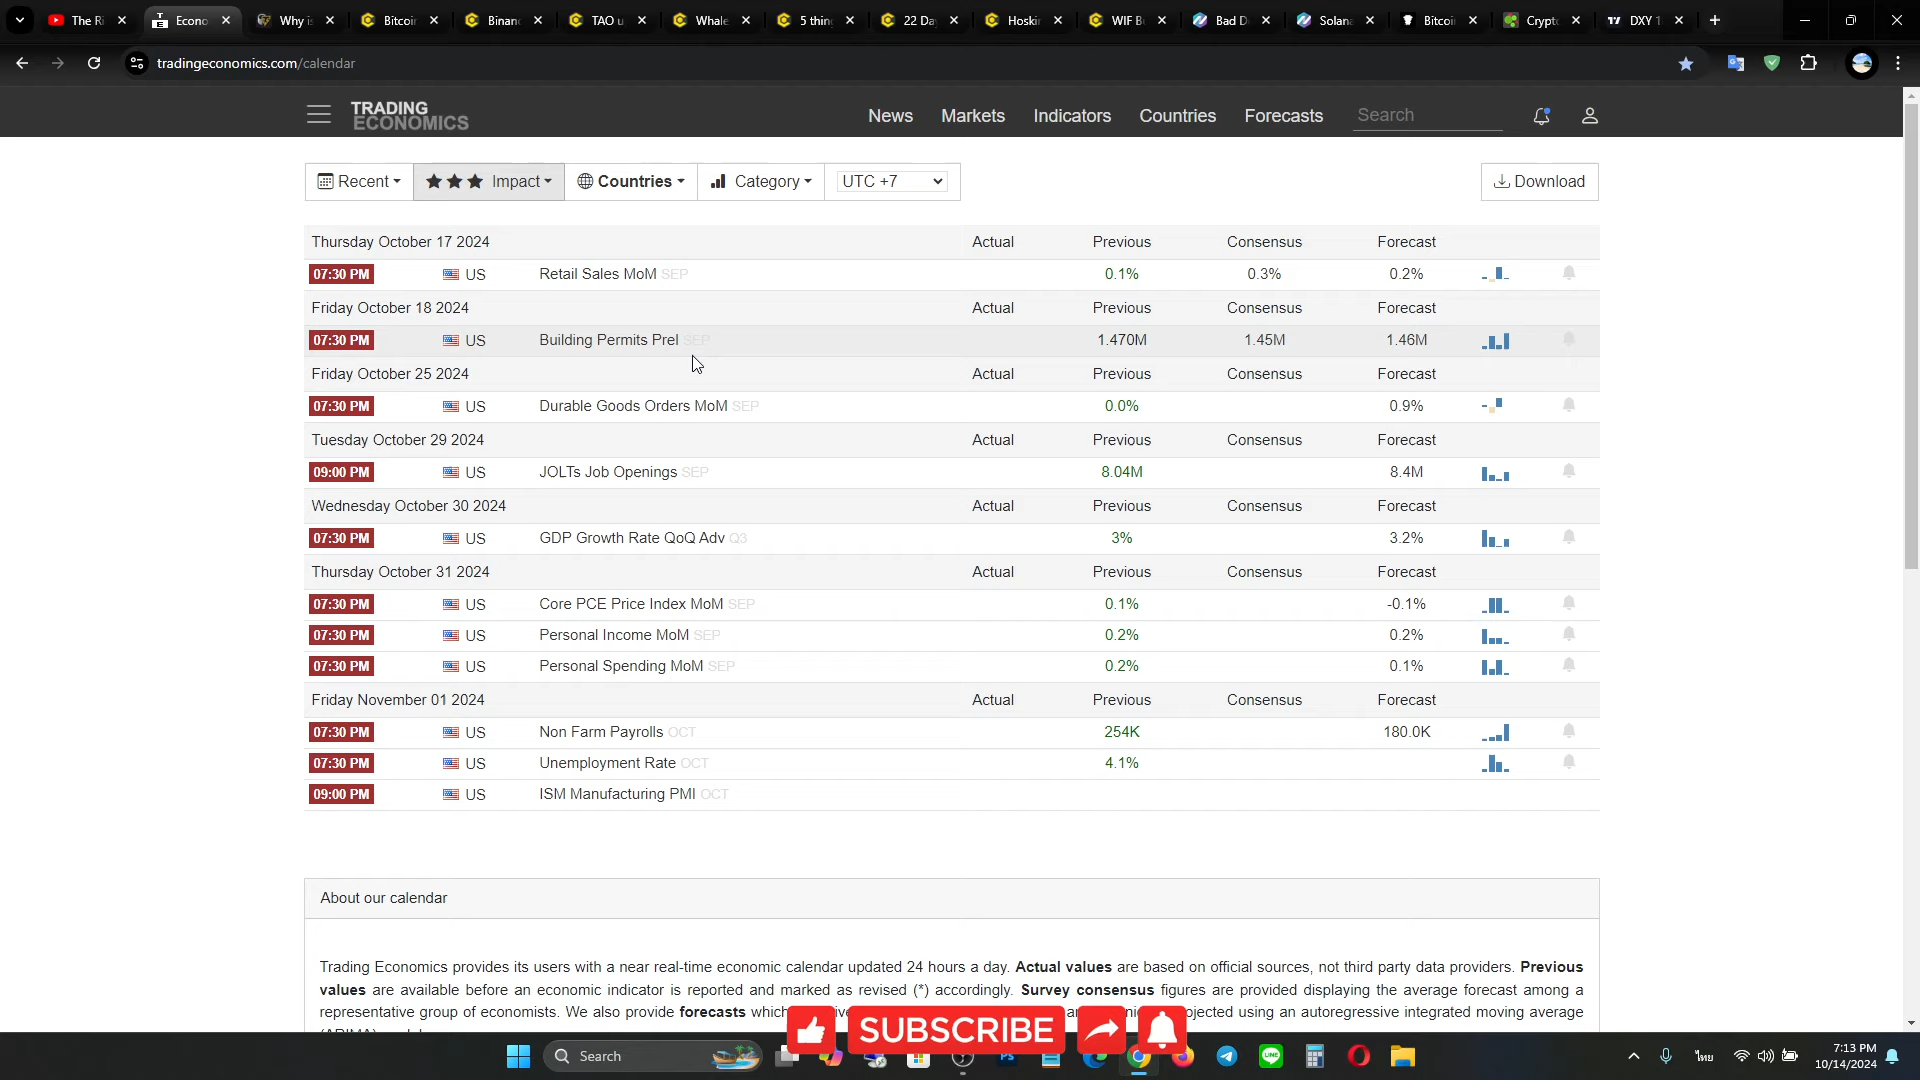 The Ri
Econo
Why is
Bitcoin
Binanc
TAO u
Whale
5 thing
22 Day
Hoskin
WIF Bu
Bad D
Solana
Bitcoi
Crypto
DXY 1
tradingeconomics.com/calendar
TRADING ECONOMICS
News Markets Indicators Countries Forecasts Search
Recent Impact Countries Category UTC +7 Download
Thursday October 17 2024 Actual Previous Consensus Forecast
07:30 PM US Retail Sales MoM SEP 0.1% 0.3% 0.2%
Friday October 18 2024 Actual Previous Consensus Forecast
07:30 PM US Building Permits Prel SEP 1.470M 1.45M 1.46M
Friday October 25 2024 Actual Previous Consensus Forecast
07:30 PM US Durable Goods Orders MoM SEP 0.0% 0.9%
Tuesday October 29 2024 Actual Previous Consensus Forecast
09:00 PM US JOLTs Job Openings SEP 8.04M 8.4M
Wednesday October 30 2024 Actual Previous Consensus Forecast
07:30 PM US GDP Growth Rate QoQ Adv Q3 3% 3.2%
Thursday October 31 2024 Actual Previous Consensus Forecast
07:30 PM US Core PCE Price Index MoM SEP 0.1% -0.1%
07:30 PM US Personal Income MoM SEP 0.2% 0.2%
07:30 PM US Personal Spending MoM SEP 0.2% 0.1%
Friday November 01 2024 Actual Previous Consensus Forecast
07:30 PM US Non Farm Payrolls OCT 254K 180.0K
07:30 PM US Unemployment Rate OCT 4.1%
09:00 PM US ISM Manufacturing PMI OCT
About our calendar
Trading Economics provides its users with a near real-time economic calendar updated 24 hours a day. Actual values are based on official sources, not third party data providers. Previous
values are available before an economic indicator is reported and marked as revised (*) accordingly. Survey consensus figures are provided displaying the average forecast among a
representative group of economists. We also provide forecasts which ojected using an autoregressive integrated moving average
SUBSCRIBE
Search
ไทย
7:13 PM
10/14/2024